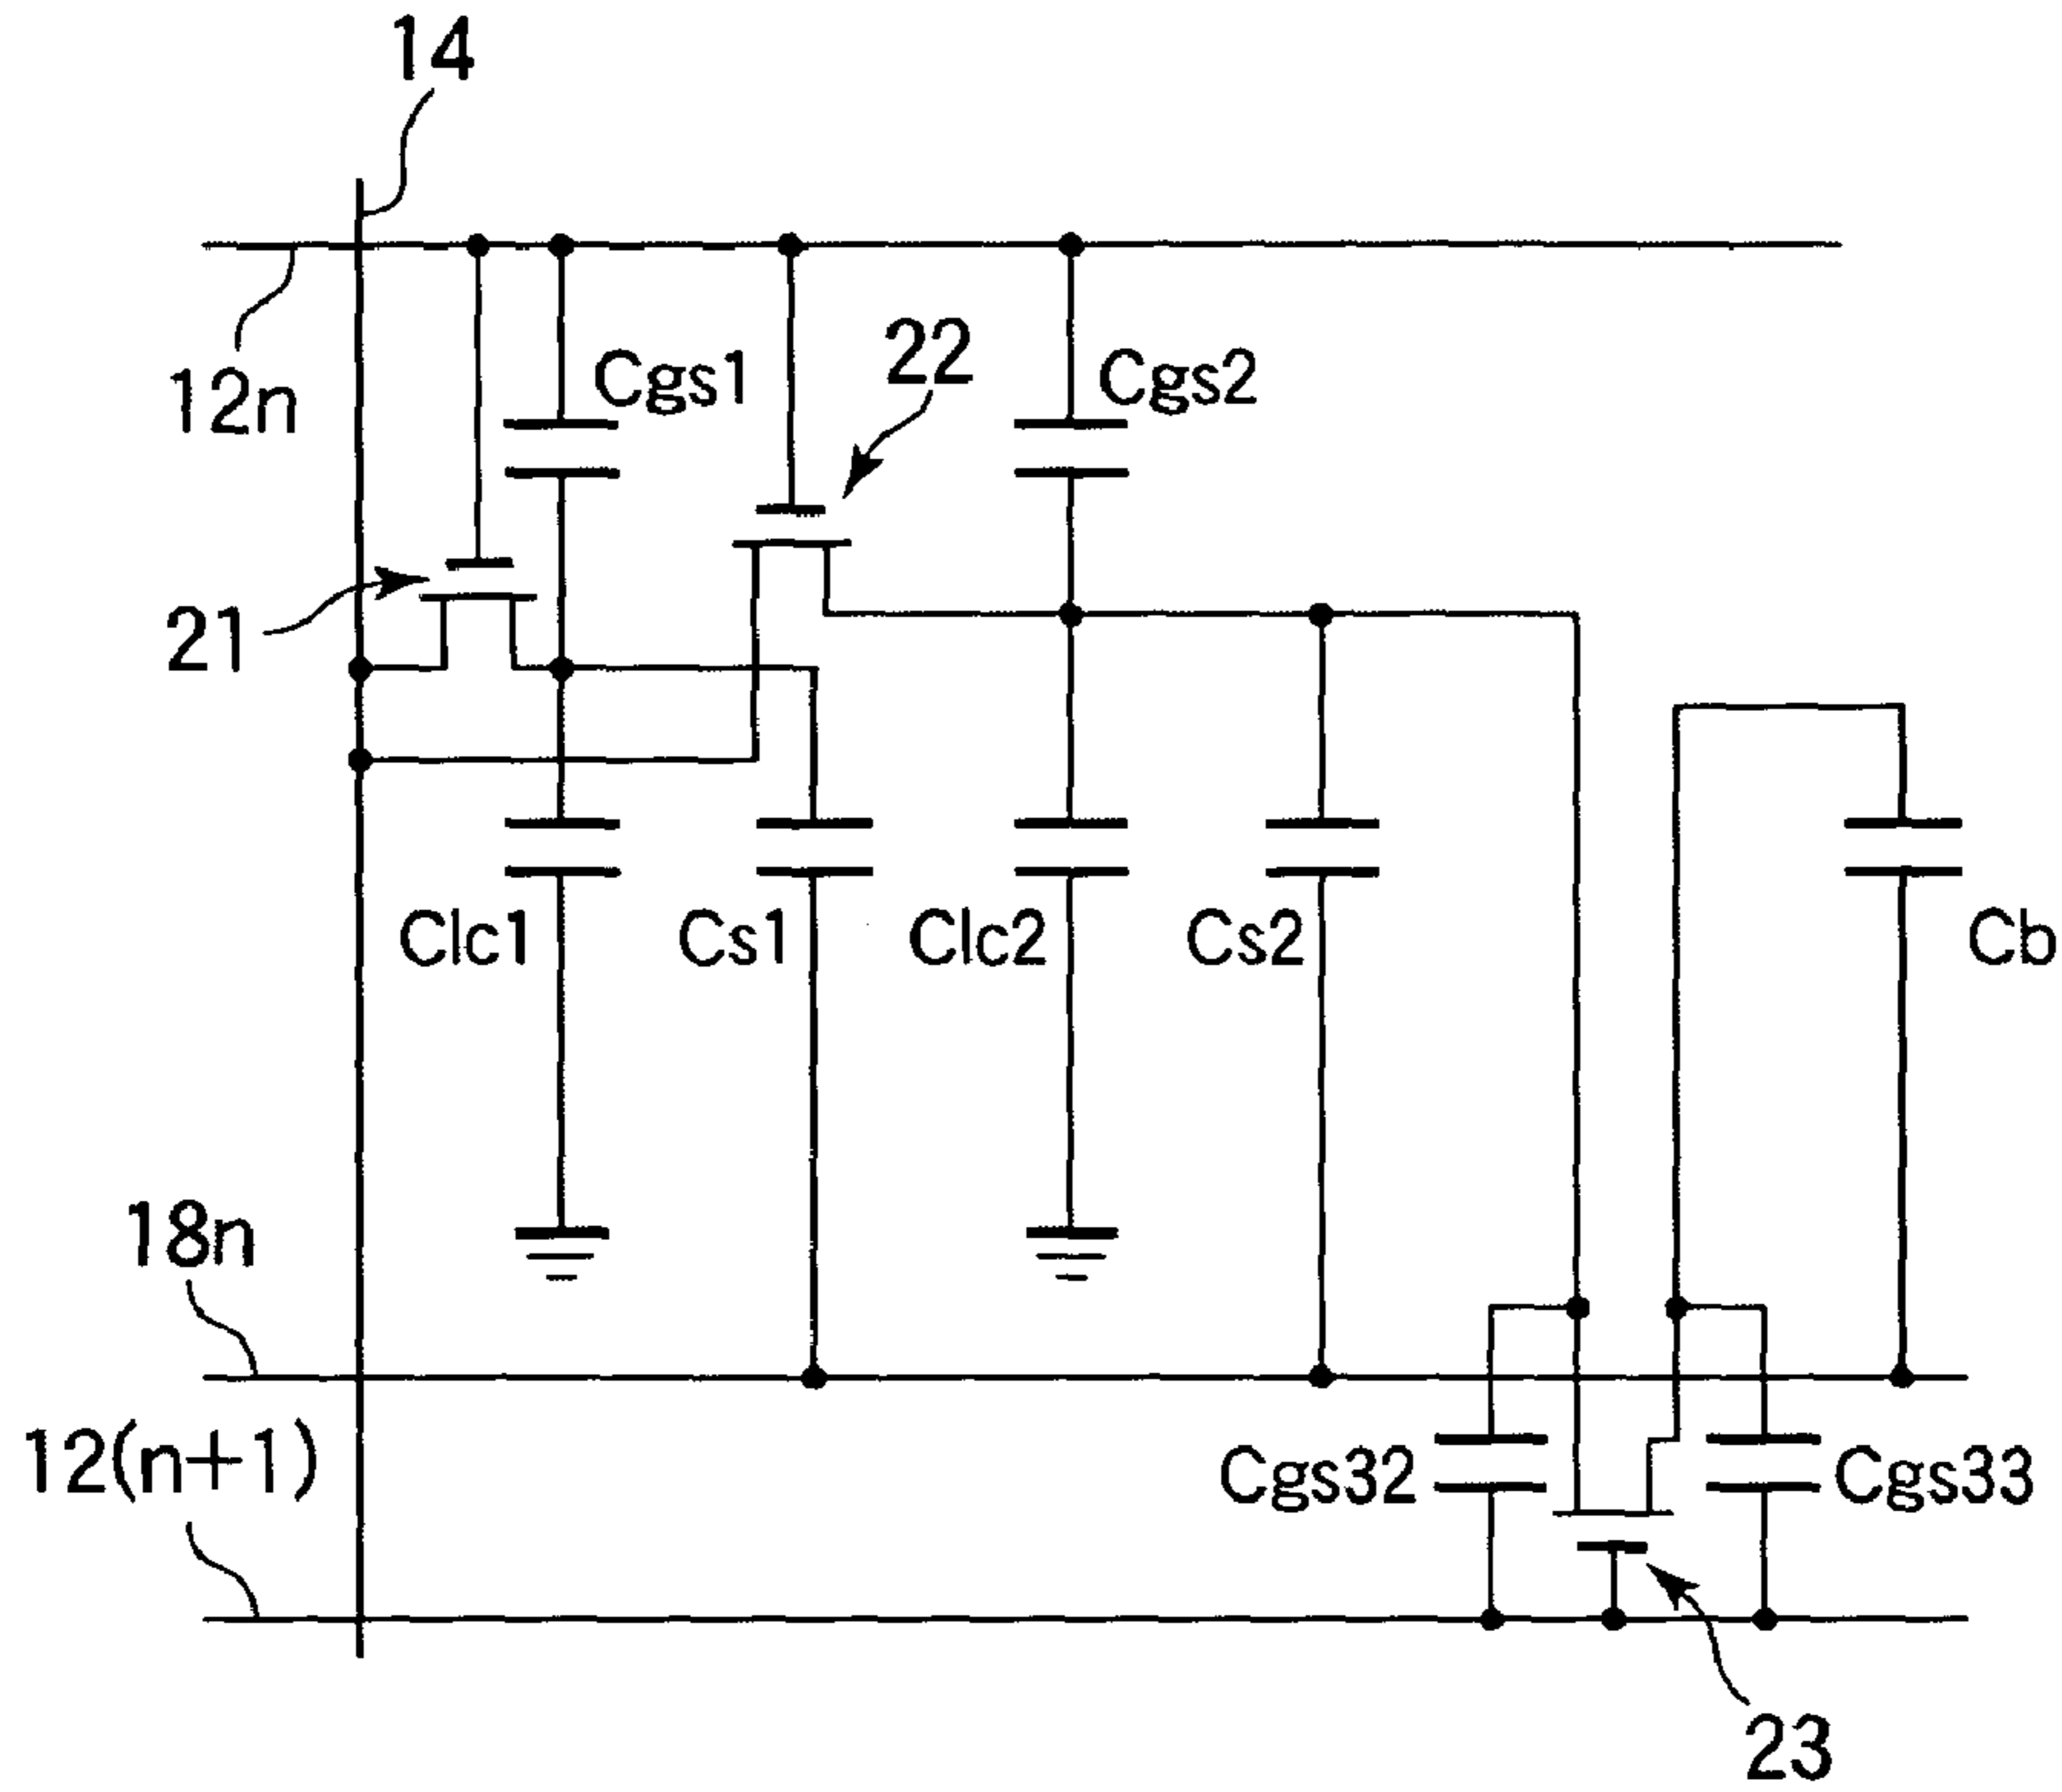 14
12n
Cgs1
22
Cgs2
21
Clc1
Cs1
Clc2
Cs2
Cb
18n
12(n+1)
Cgs32
Cgs33
23